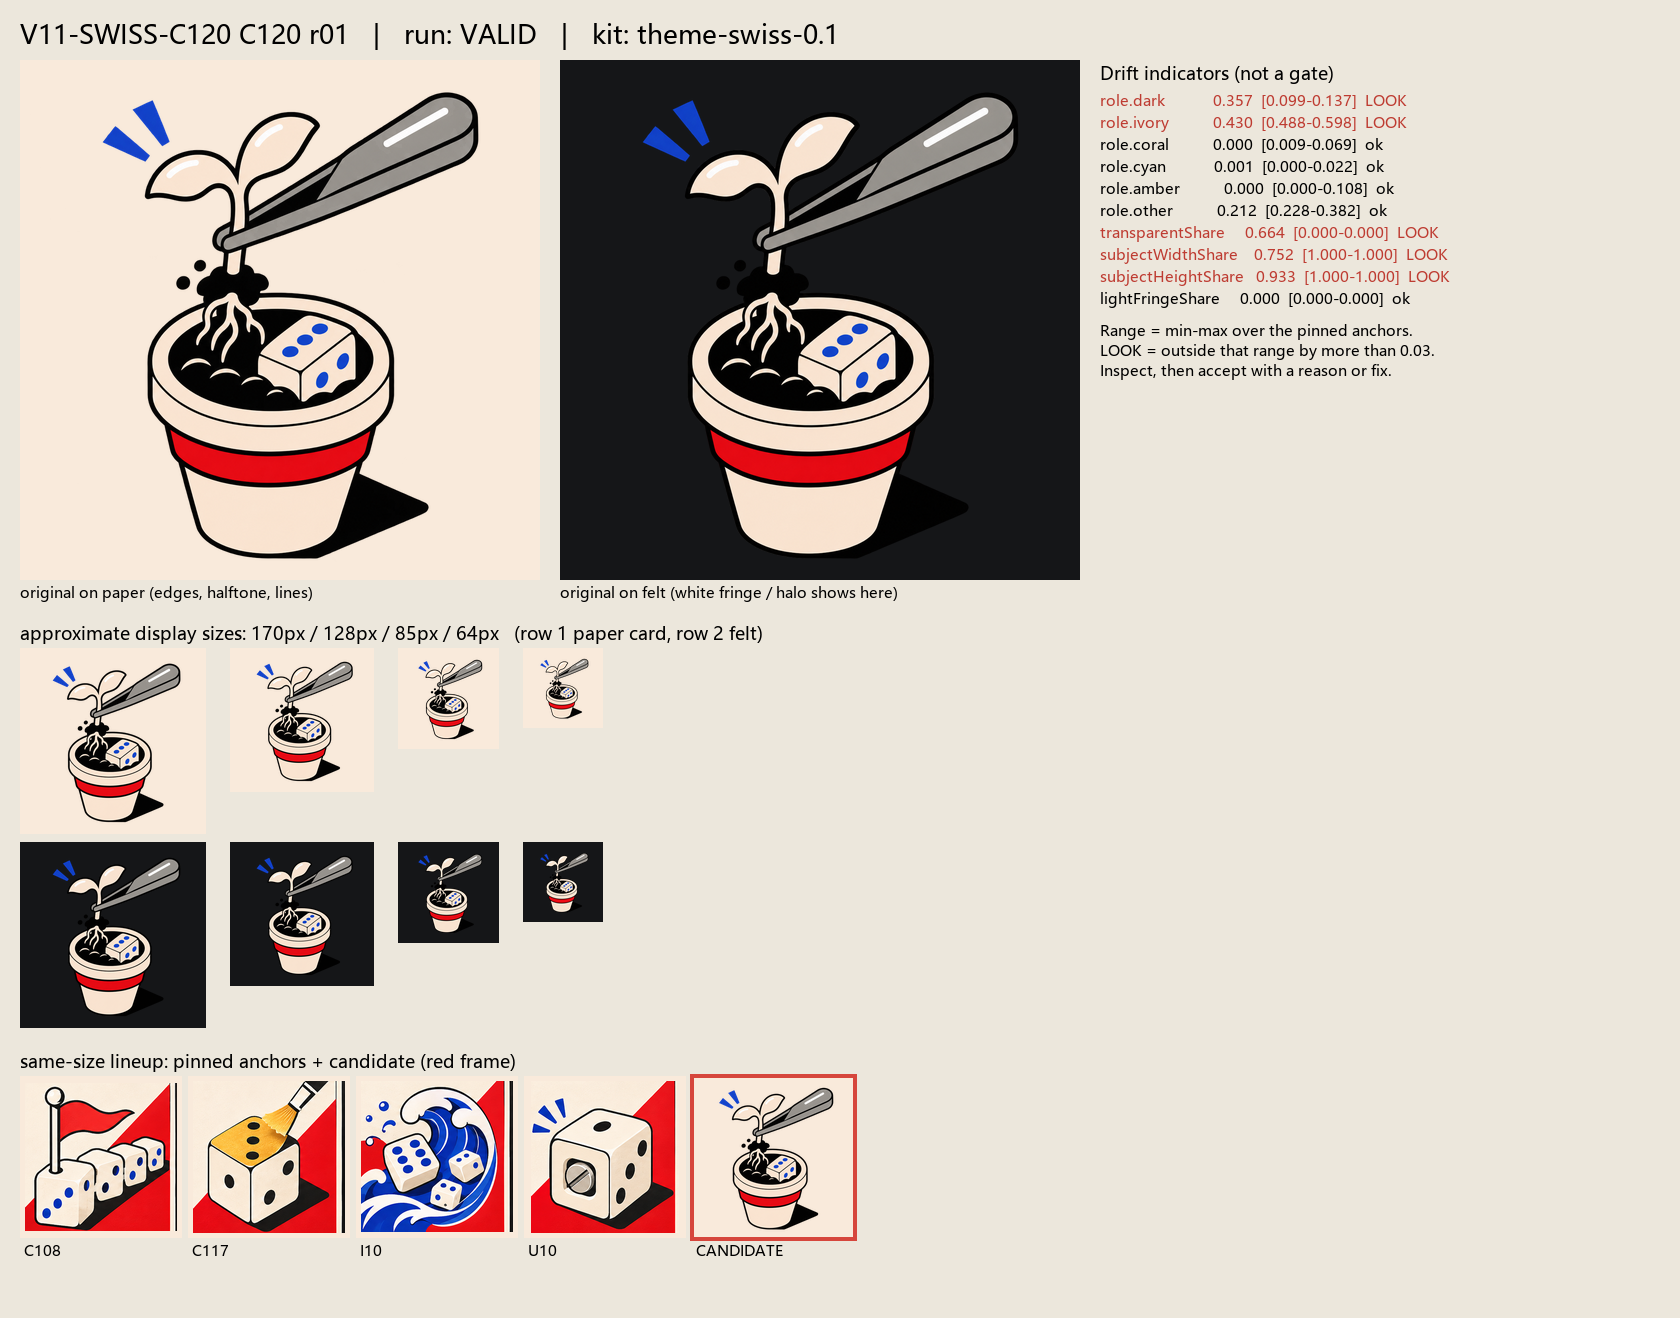 V11-SWISS-C120 C120 r01 | run: VALID | kit: theme-swiss-0.1
Drift indicators (not a gate)
role.dark 0.357 [0.099-0.137] LOOK
role.ivory 0.430 [0.488-0.598] LOOK
role.coral 0.000 [0.009-0.069] ok
role.cyan 0.001 [0.000-0.022] ok
role.amber 0.000 [0.000-0.108] ok
role.other 0.212 [0.228-0.382] ok
transparentShare 0.664 [0.000-0.000] LOOK
subjectWidthShare 0.752 [1.000-1.000] LOOK
subjectHeightShare 0.933 [1.000-1.000] LOOK
lightFringeShare 0.000 [0.000-0.000] ok
Range = min-max over the pinned anchors.
LOOK = outside that range by more than 0.03.
Inspect, then accept with a reason or fix.
original on paper (edges, halftone, lines)
original on felt (white fringe / halo shows here)
approximate display sizes: 170px / 128px / 85px / 64px (row 1 paper card, row 2 felt)
same-size lineup: pinned anchors + candidate (red frame)
C108
C117
I10
U10
CANDIDATE